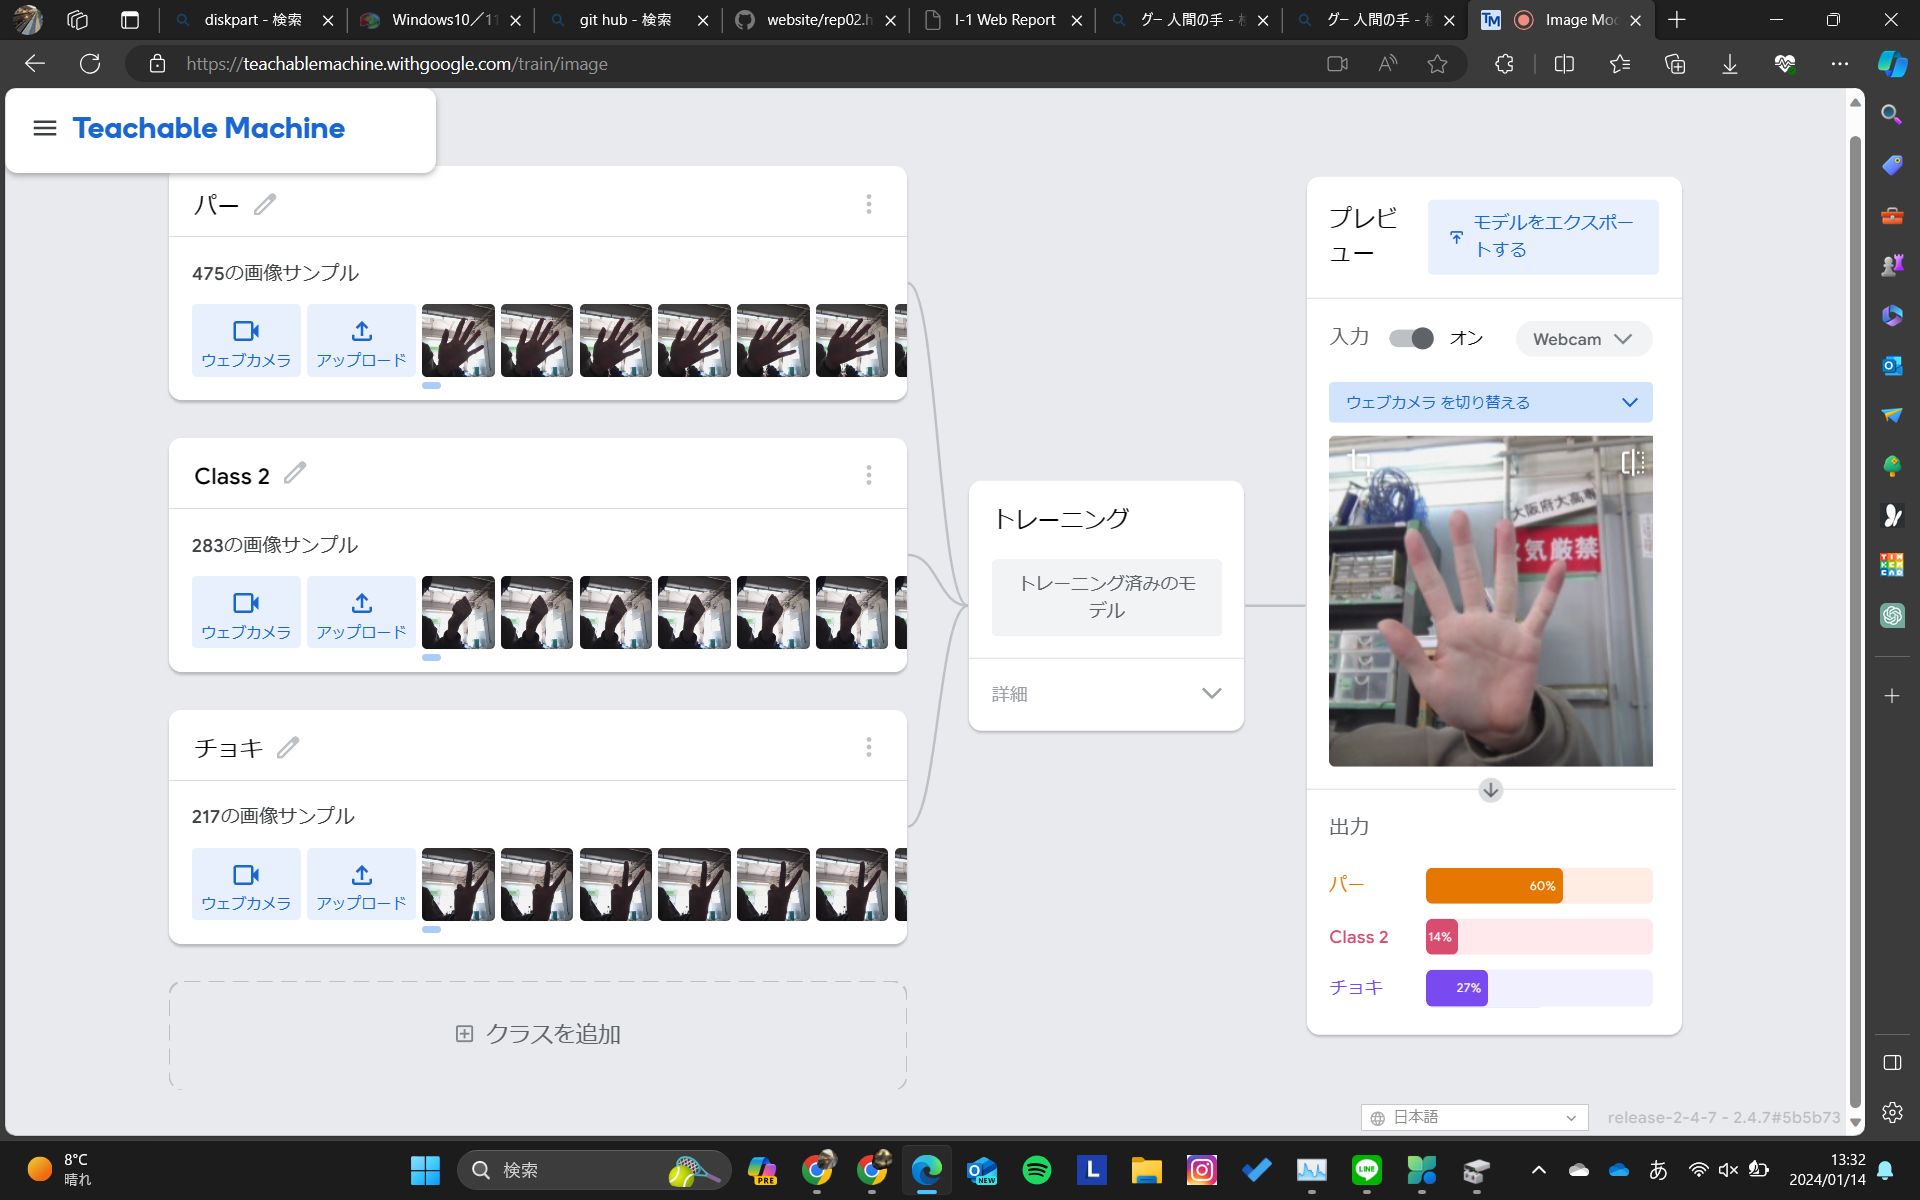 diskpart - 検索
Windows10／11
git hub - 検索
website/rep02.h
I-1 Web Report
グー 人間の手 - 検
グー 人間の手 - 検
TM
Image Mod
https://teachablemachine.withgoogle.com/train/image
Teachable Machine
パー
475の画像サンプル
ウェブカメラ
アップロード
Class 2
283の画像サンプル
ウェブカメラ
アップロード
チョキ
217の画像サンプル
ウェブカメラ
アップロード
クラスを追加
トレーニング
トレーニング済みのモ
デル
詳細
プレビ
ュー
モデルをエクスポー
トする
入力
オン
Webcam
ウェブカメラ を切り替える
大阪府大高専
火気厳禁
出力
パー
60%
Class 2
14%
チョキ
27%
日本語
release-2-4-7 - 2.4.7#5b5b73
8°C
晴れ
検索
PRE
NEW
L
LINE
あ
13:32
2024/01/14